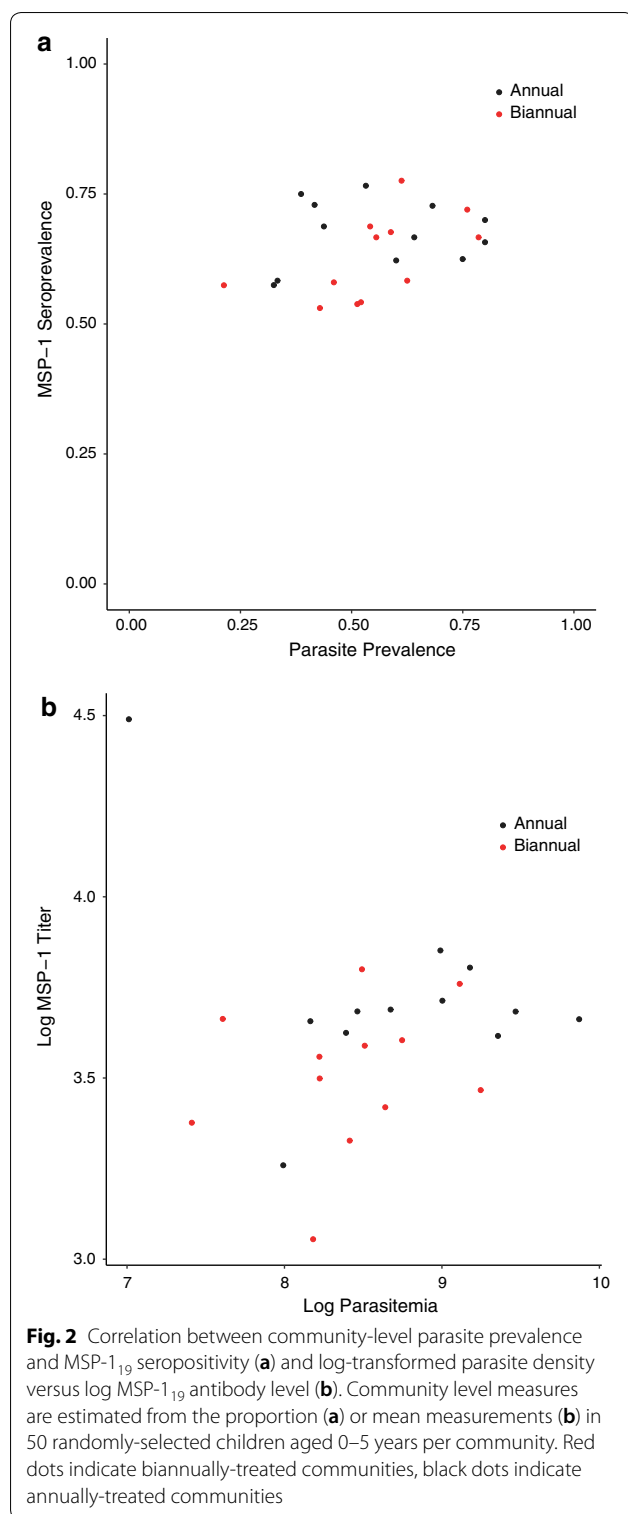 a
1.00
Annual
Biannual
0.75
MSP−1 Seroprevalence
0.50
0.25
0.00
0.00 0.25 0.50 0.75 1.00
Parasite Prevalence
b
4.5
Annual
Biannual
4.0
Log MSP−1 Titer
3.5
3.0
7 8 9 10
Log Parasitemia
Fig. 2 Correlation between community-level parasite prevalence
and MSP-1₁₉ seropositivity (a) and log-transformed parasite density
versus log MSP-1₁₉ antibody level (b). Community level measures
are estimated from the proportion (a) or mean measurements (b) in
50 randomly-selected children aged 0–5 years per community. Red
dots indicate biannually-treated communities, black dots indicate
annually-treated communities